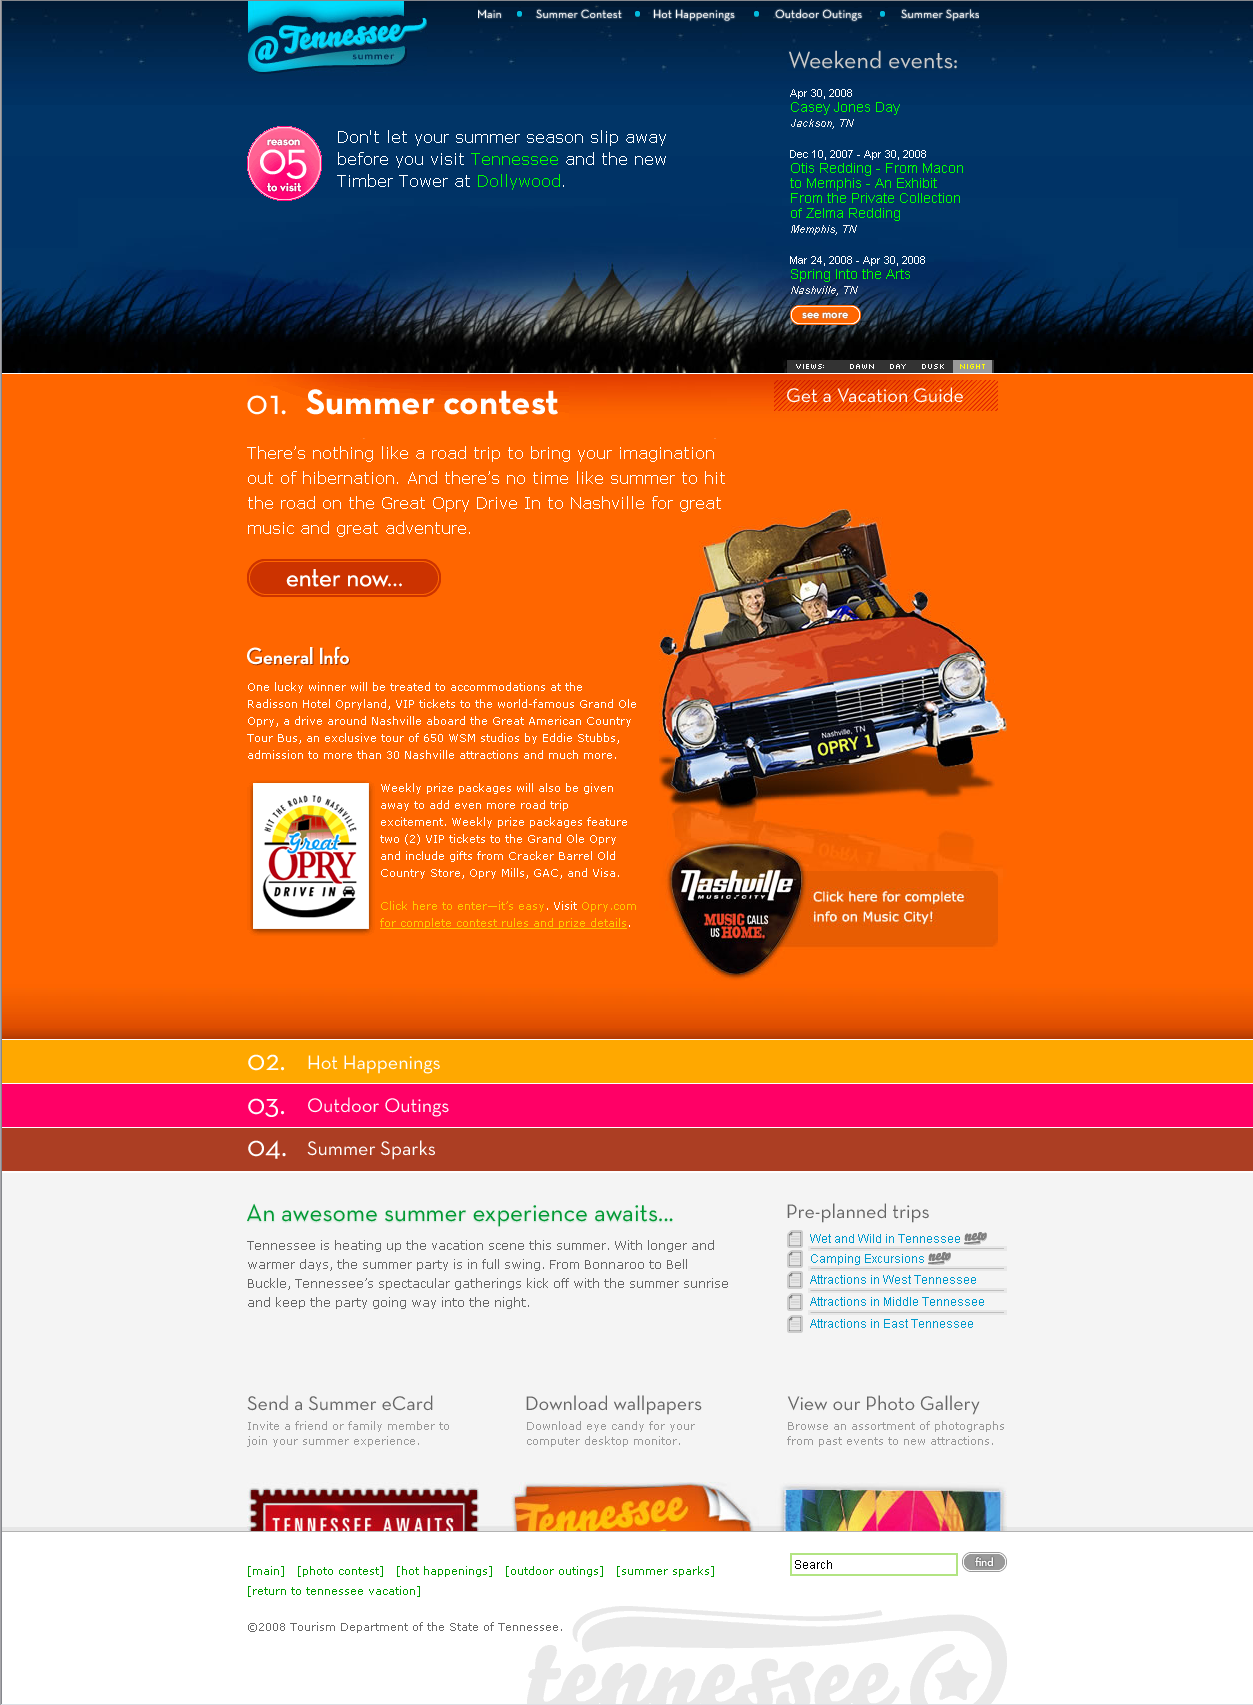 @Tennessee
summer
Main
Summer Contest
Hot Happenings
Outdoor Outings
Summer Sparks
reason
05
to visit
Don't let your summer season slip away
before you visit Tennessee and the new
Timber Tower at Dollywood.
Weekend events:
Apr 30, 2008
Casey Jones Day
Jackson, TN
Dec 10, 2007 - Apr 30, 2008
Otis Redding - From Macon
to Memphis - An Exhibit
From the Private Collection
of Zelma Redding
Memphis, TN
Mar 24, 2008 - Apr 30, 2008
Spring Into the Arts
Nashville, TN
see more
VIEWS: DAWN DAY DUSK NIGHT
01. Summer contest
Get a Vacation Guide
There's nothing like a road trip to bring your imagination
out of hibernation. And there's no time like summer to hit
the road on the Great Opry Drive In to Nashville for great
music and great adventure.
enter now...
General Info
One lucky winner will be treated to accommodations at the
Radisson Hotel Opryland, VIP tickets to the world-famous Grand Ole
Opry, a drive around Nashville aboard the Great American Country
Tour Bus, an exclusive tour of 650 WSM studios by Eddie Stubbs,
admission to more than 30 Nashville attractions and much more.
HIT THE ROAD TO NASHVILLE
Great
OPRY
DRIVE IN
Weekly prize packages will also be given
away to add even more road trip
excitement. Weekly prize packages feature
two (2) VIP tickets to the Grand Ole Opry
and include gifts from Cracker Barrel Old
Country Store, Opry Mills, GAC, and Visa.
Click here to enter—it's easy. Visit Opry.com
for complete contest rules and prize details.
Nashville, TN
OPRY 1
OPRY 1
Nashville
MUSIC CITY
MUSIC CALLS
US HOME.
Click here for complete
info on Music City!
02. Hot Happenings
03. Outdoor Outings
04. Summer Sparks
An awesome summer experience awaits...
Tennessee is heating up the vacation scene this summer. With longer and
warmer days, the summer party is in full swing. From Bonnaroo to Bell
Buckle, Tennessee's spectacular gatherings kick off with the summer sunrise
and keep the party going way into the night.
Pre-planned trips
Wet and Wild in Tennessee new
Camping Excursions new
Attractions in West Tennessee
Attractions in Middle Tennessee
Attractions in East Tennessee
Send a Summer eCard
Invite a friend or family member to
join your summer experience.
Download wallpapers
Download eye candy for your
computer desktop monitor.
View our Photo Gallery
Browse an assortment of photographs
from past events to new attractions.
TENNESSEE AWAITS
Tennessee
[main] [photo contest] [hot happenings] [outdoor outings] [summer sparks]
[return to tennessee vacation]
Search
find
©2008 Tourism Department of the State of Tennessee.
tennessee